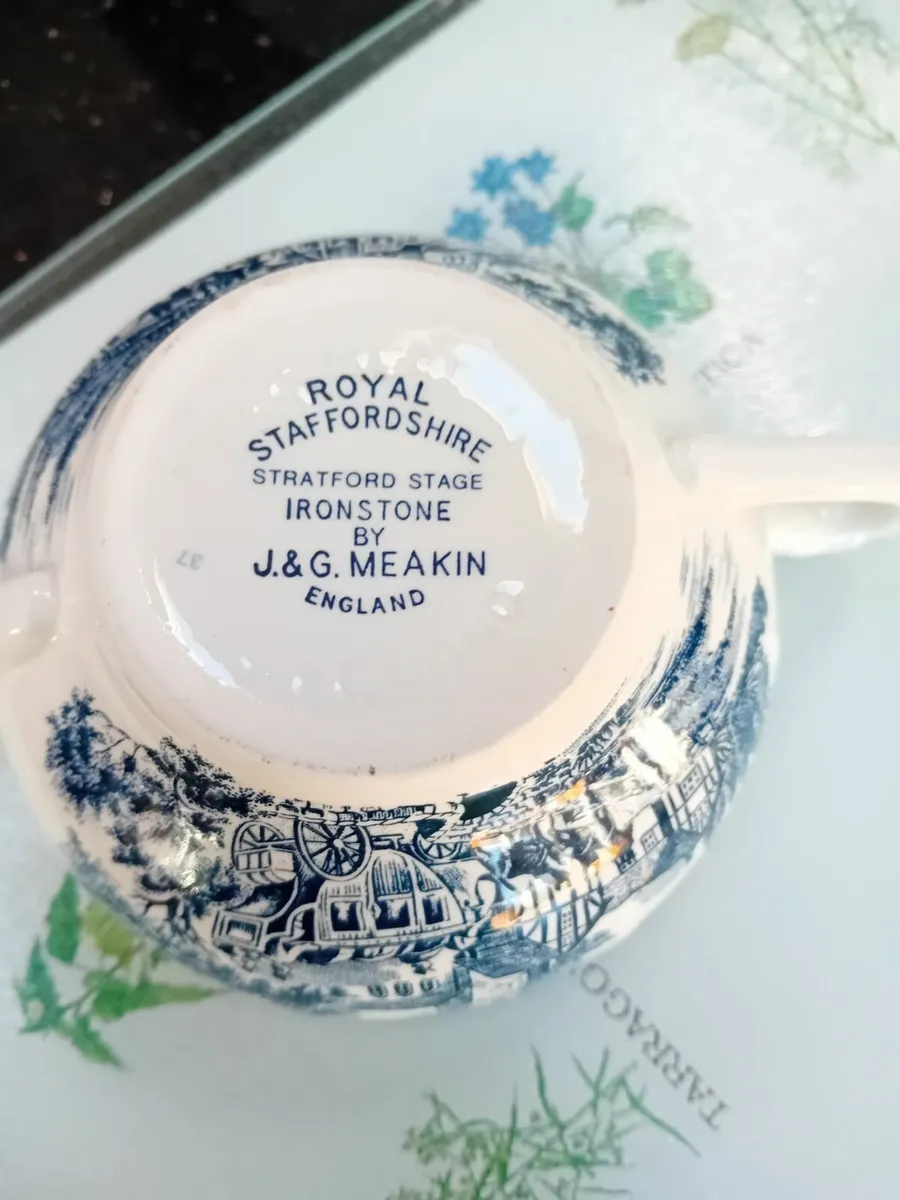 ROYAL
STAFFORDSHIRE
STRATFORD STAGE
IRONSTONE
BY
J.&G. MEAKIN
ENGLAND
37
TARRAGO